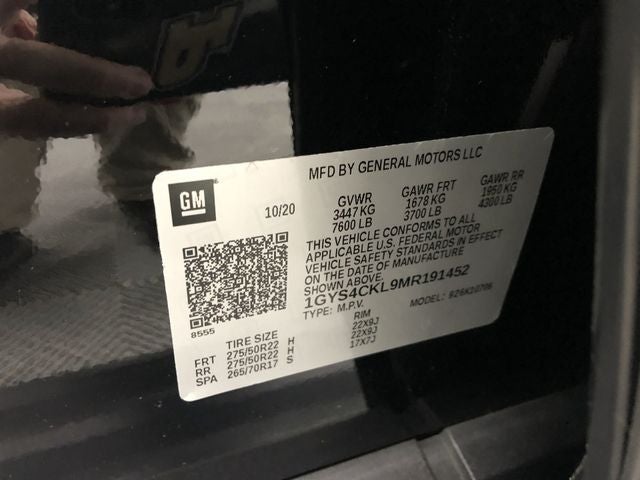 MFD BY GENERAL MOTORS LLC
GM
10/20
GVWR GAWR FRT GAWR RR
3447 KG 1678 KG 1950 KG
7600 LB 3700 LB 4300 LB
THIS VEHICLE CONFORMS TO ALL
APPLICABLE U.S. FEDERAL MOTOR
VEHICLE SAFETY STANDARDS IN EFFECT
ON THE DATE OF MANUFACTURE
SHOWN ABOVE.
1GYS4CKL9MR191452
TYPE: M.P.V. MODEL: 926K10706
8555
TIRE SIZE RIM
FRT 275/50R22 H 22X9J
RR 275/50R22 H 22X9J
SPA 265/70R17 S 17X7J